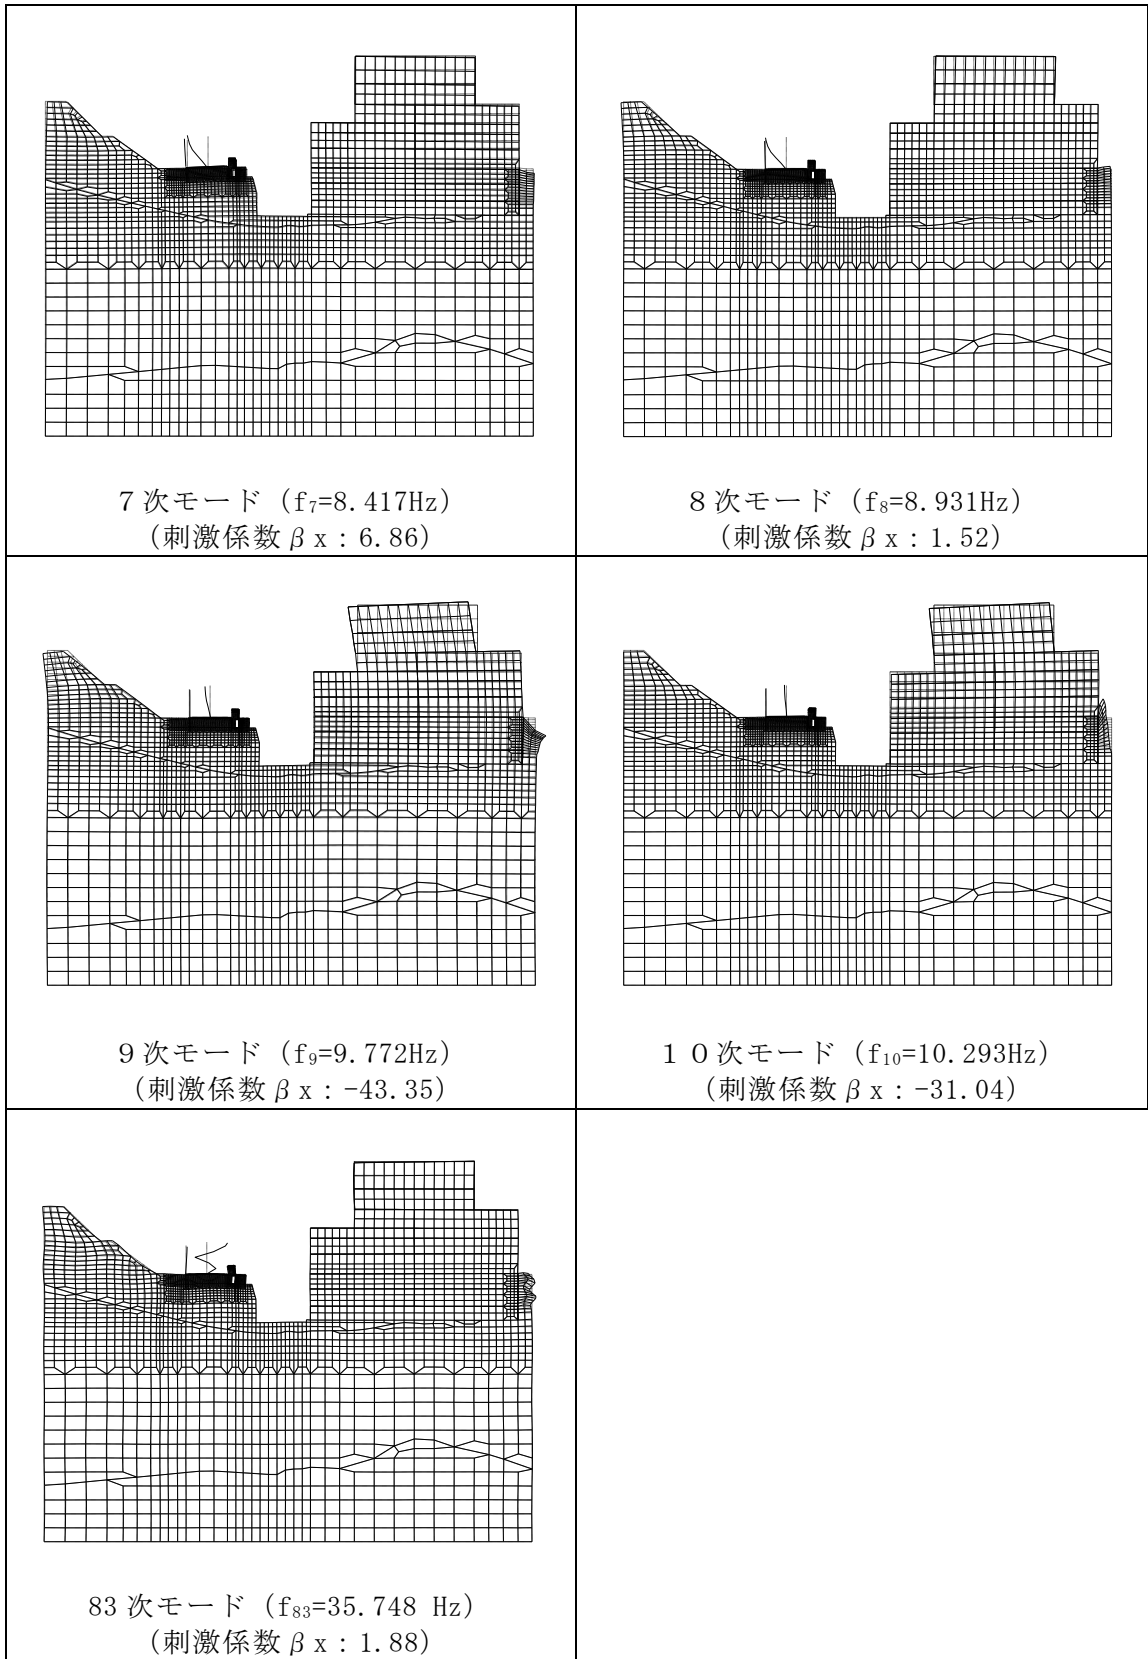 ７次モード（f₇=8.417Hz）
（刺激係数βx：6.86）
８次モード（f₈=8.931Hz）
（刺激係数βx：1.52）
９次モード（f₉=9.772Hz）
（刺激係数βx：-43.35）
１０次モード（f₁₀=10.293Hz）
（刺激係数βx：-31.04）
83 次モード（f₈₃=35.748 Hz）
（刺激係数βx：1.88）